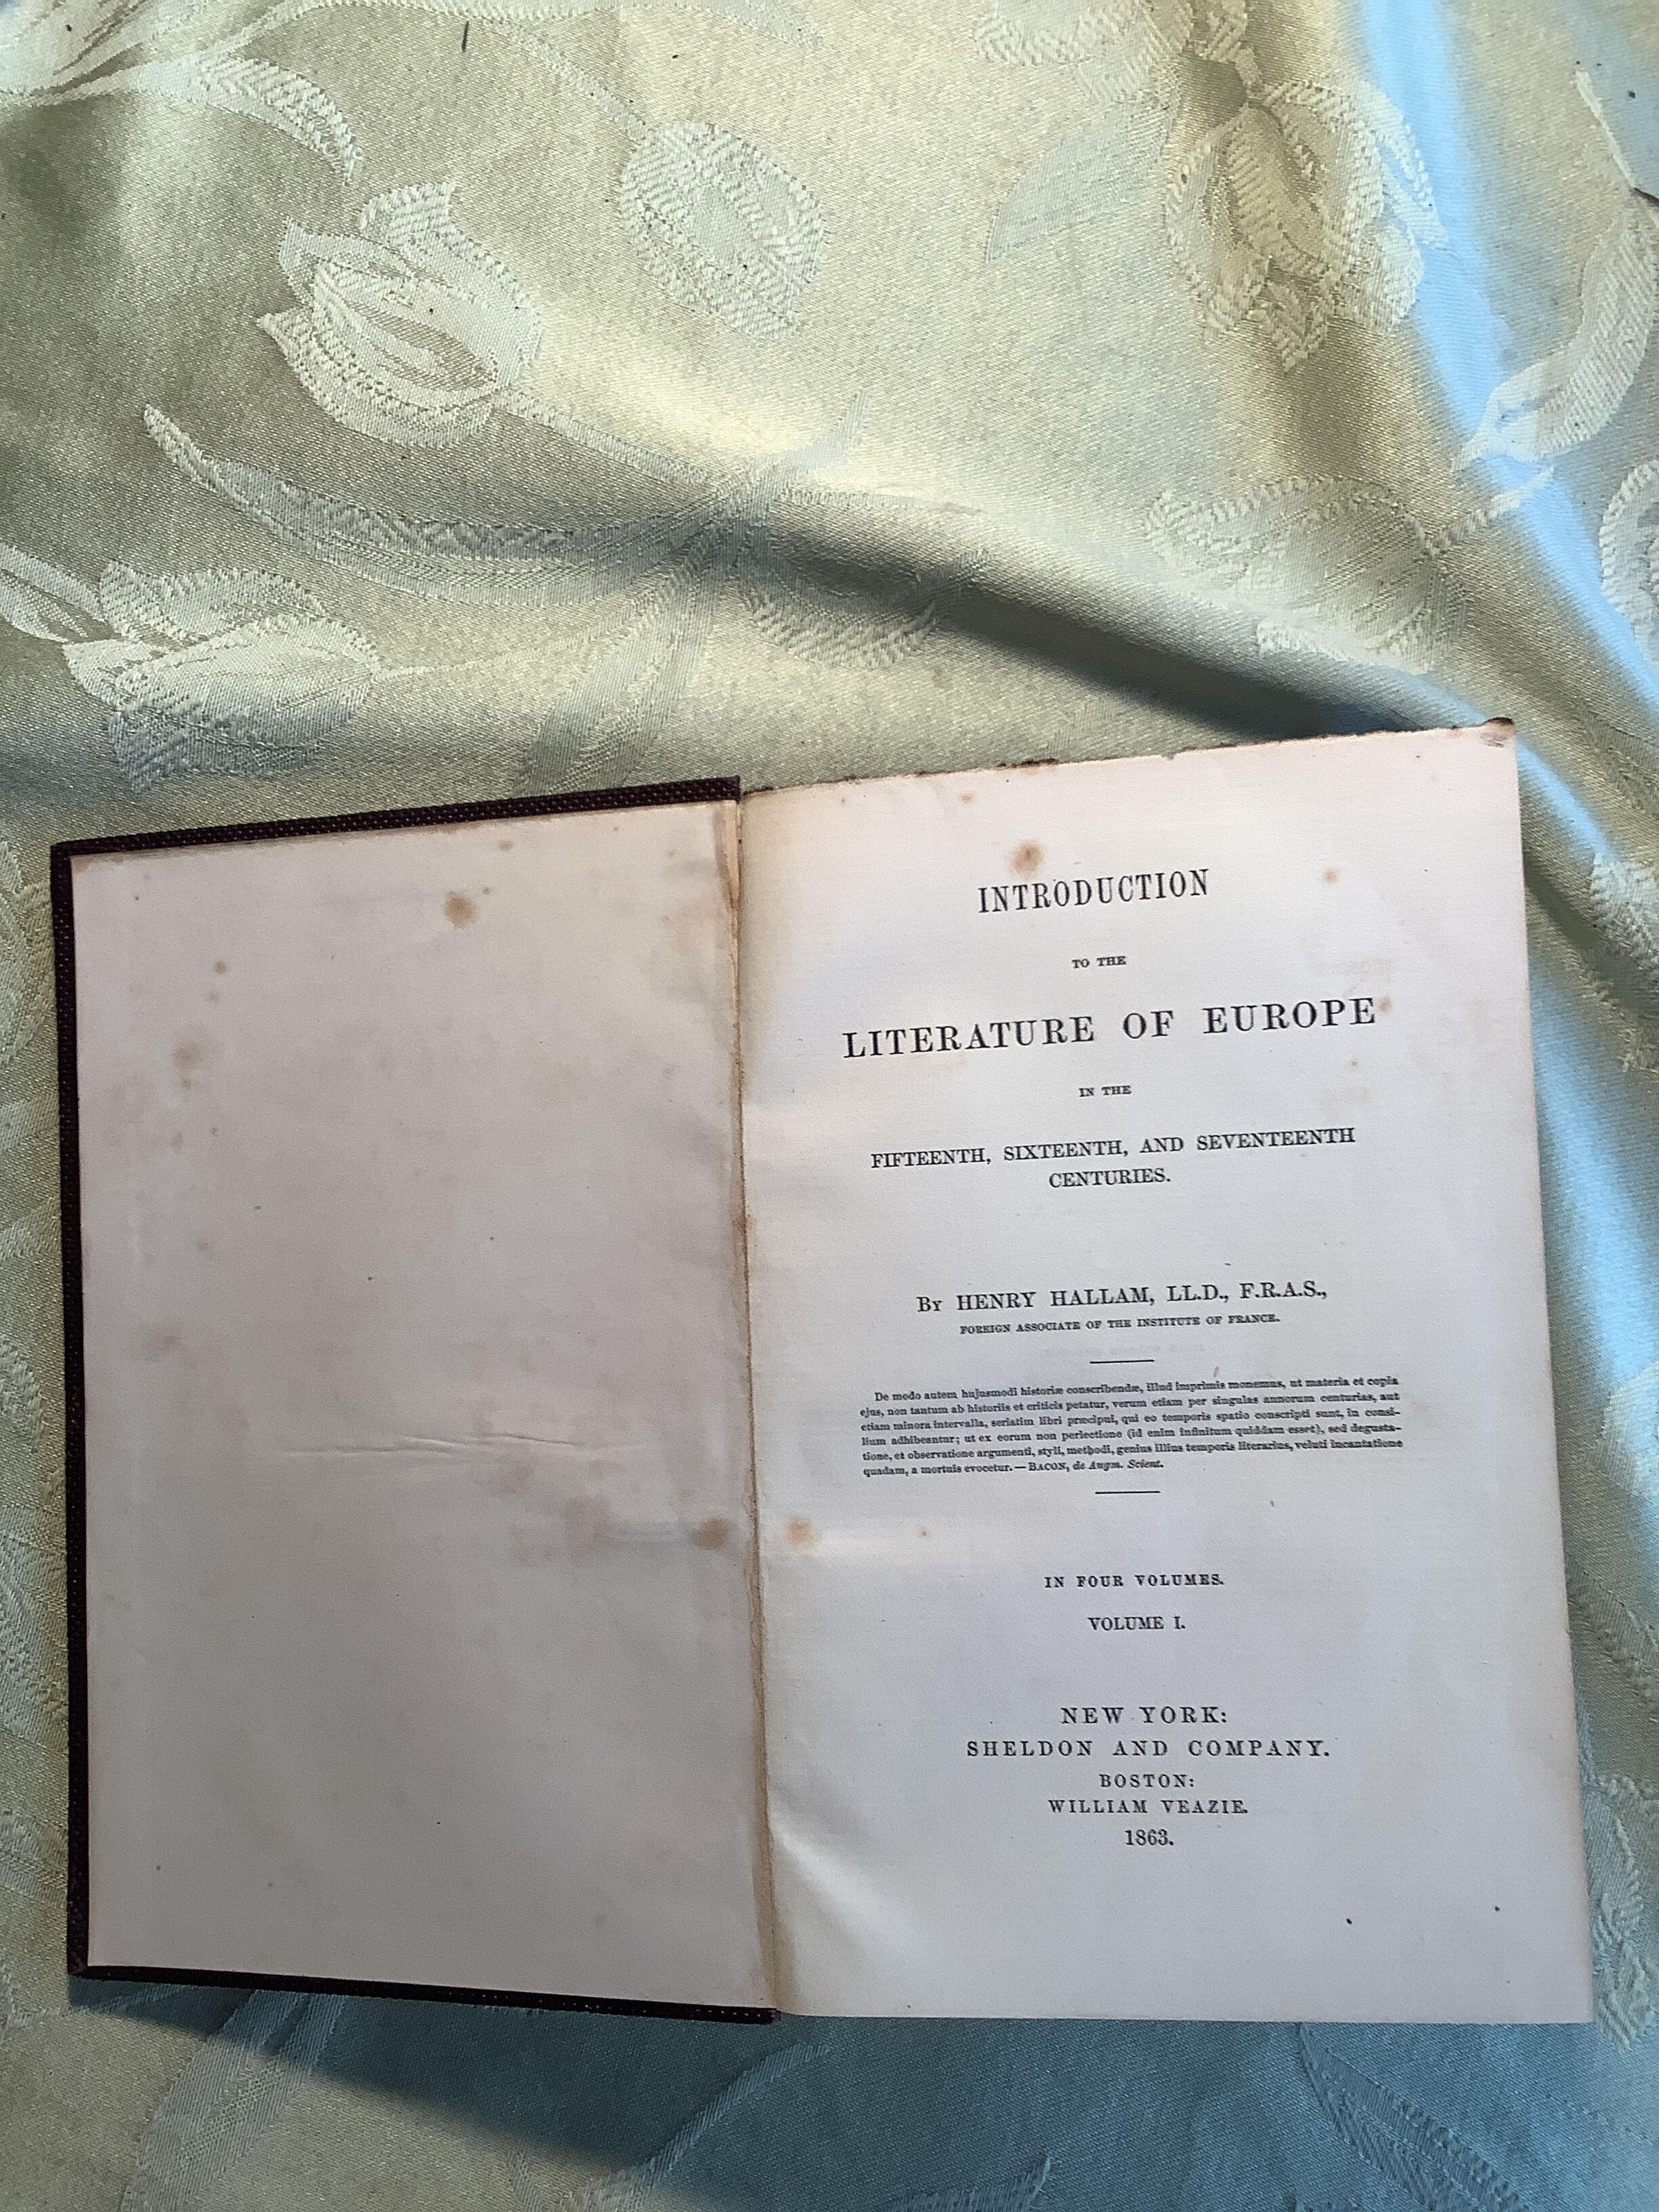 INTRODUCTION
TO THE
LITERATURE OF EUROPE
IN THE
FIFTEENTH, SIXTEENTH, AND SEVENTEENTH
CENTURIES.
By HENRY HALLAM, LL.D., F.R.A.S.,
FOREIGN ASSOCIATE OF THE INSTITUTE OF FRANCE.
De modo autem hujusmodi historiæ conscribendæ, illud imprimis monemus, ut materia et copia
ejus, non tantum ab historiis et criticis petatur, verum etiam per singulas annorum centurias, aut
etiam minora intervalla, seriatim libri præcipui, qui eo temporis spatio conscripti sunt, in consi-
lium adhibeantur; ut ex eorum non perlectione (id enim infinitum quiddam esset), sed degusta-
tione, et observatione argumenti, styli, methodi, genius illius temporis literarius, veluti incantatione
quadam, a mortuis evocetur. — BACON, de Augm. Scient.
IN FOUR VOLUMES.
VOLUME I.
NEW YORK:
SHELDON AND COMPANY.
BOSTON:
WILLIAM VEAZIE.
1863.